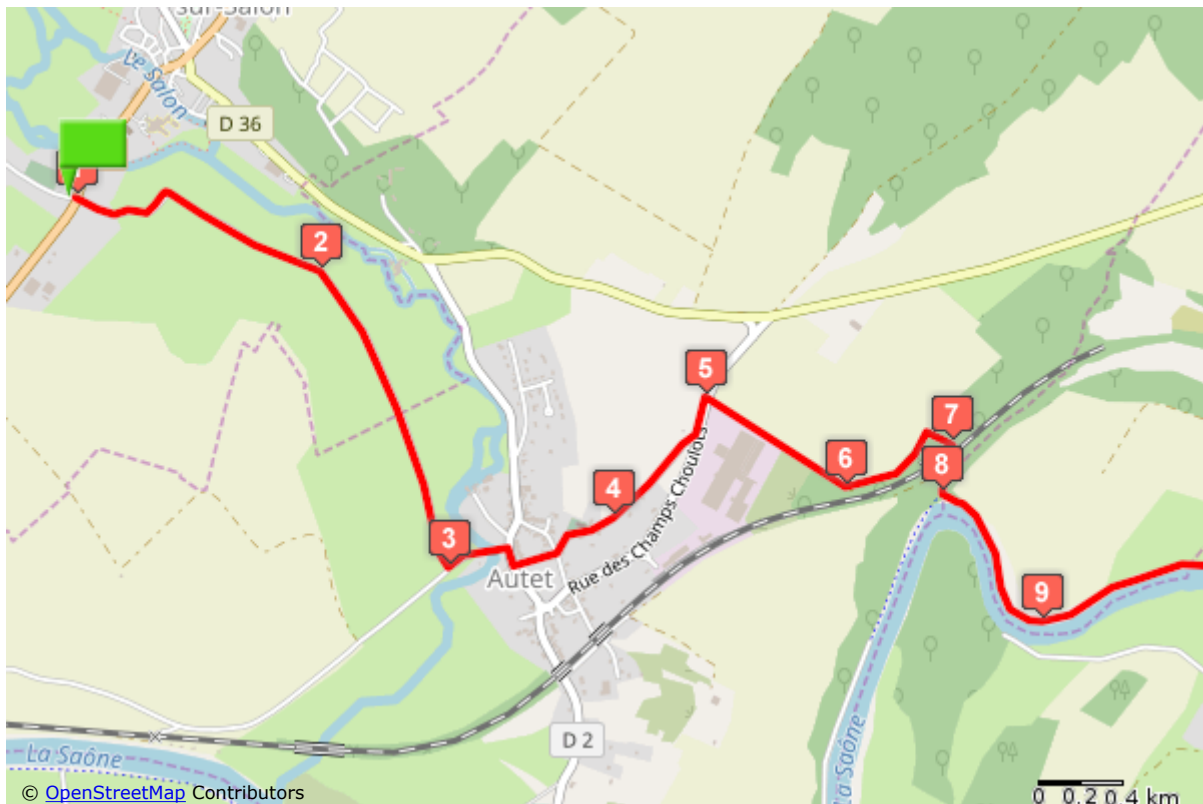 sur-Salon
Le Salon
D 36
2
5
7
6
8
4
3
Rue des Champs Choulots
Autet
9
D 2
La Saône
La Saône
© OpenStreetMap Contributors
0 0.2 0.4 km